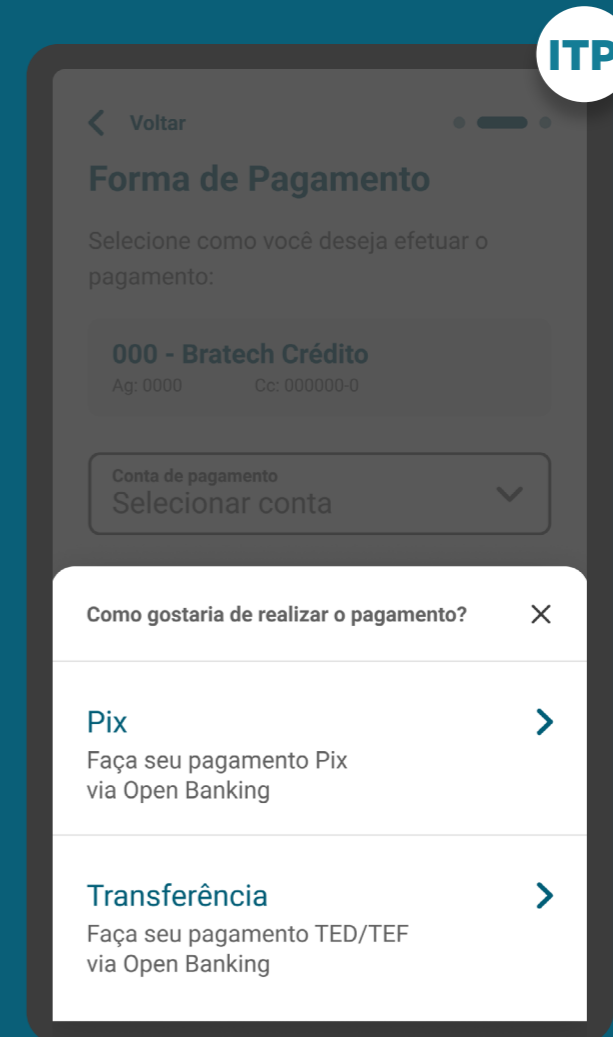 ITP
Voltar
Forma de Pagamento
Selecione como você deseja efetuar o
pagamento:
000 - Bratech Crédito
Ag: 0000 Cc: 000000-0
Conta de pagamento
Selecionar conta
Como gostaria de realizar o pagamento?
Pix
Faça seu pagamento Pix
via Open Banking
Transferência
Faça seu pagamento TED/TEF
via Open Banking